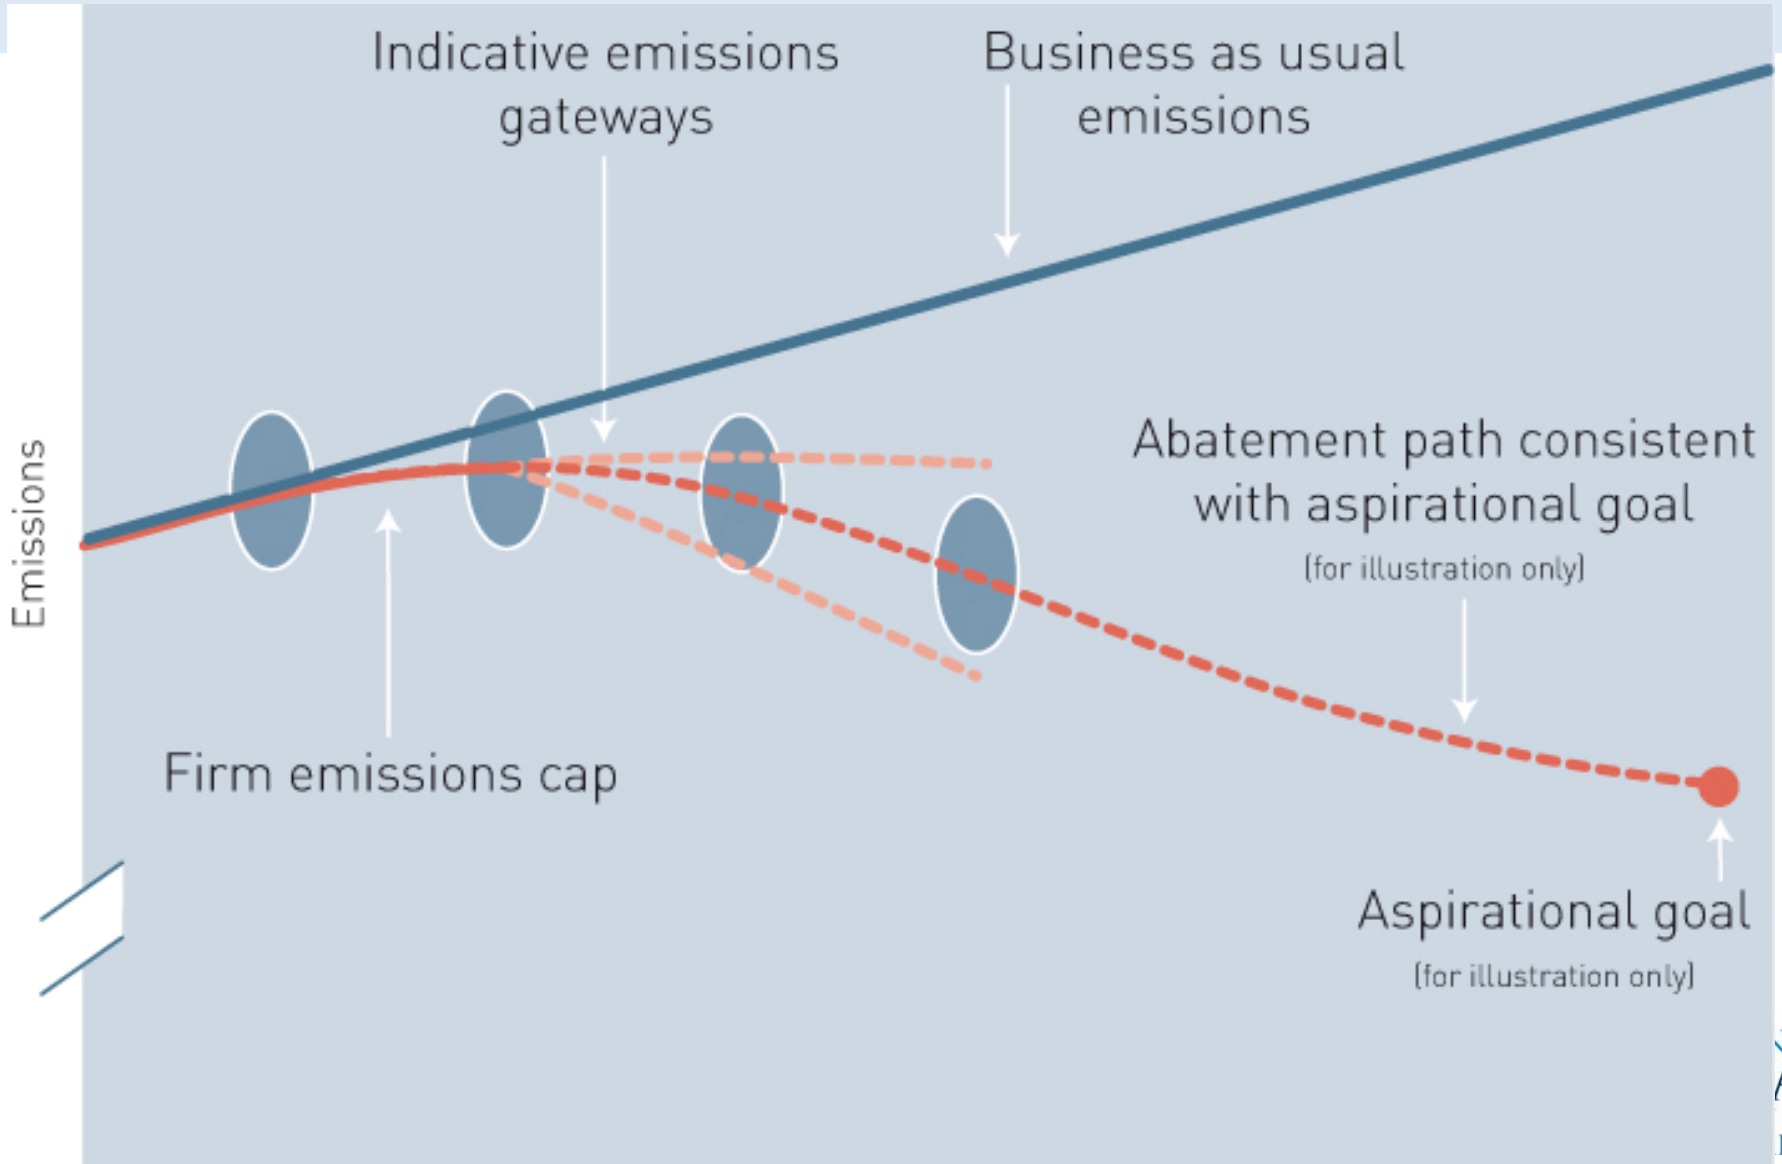 Indicative emissions
gateways
Business as usual
emissions
Emissions
Abatement path consistent
with aspirational goal
(for illustration only)
Firm emissions cap
Aspirational goal
(for illustration only)